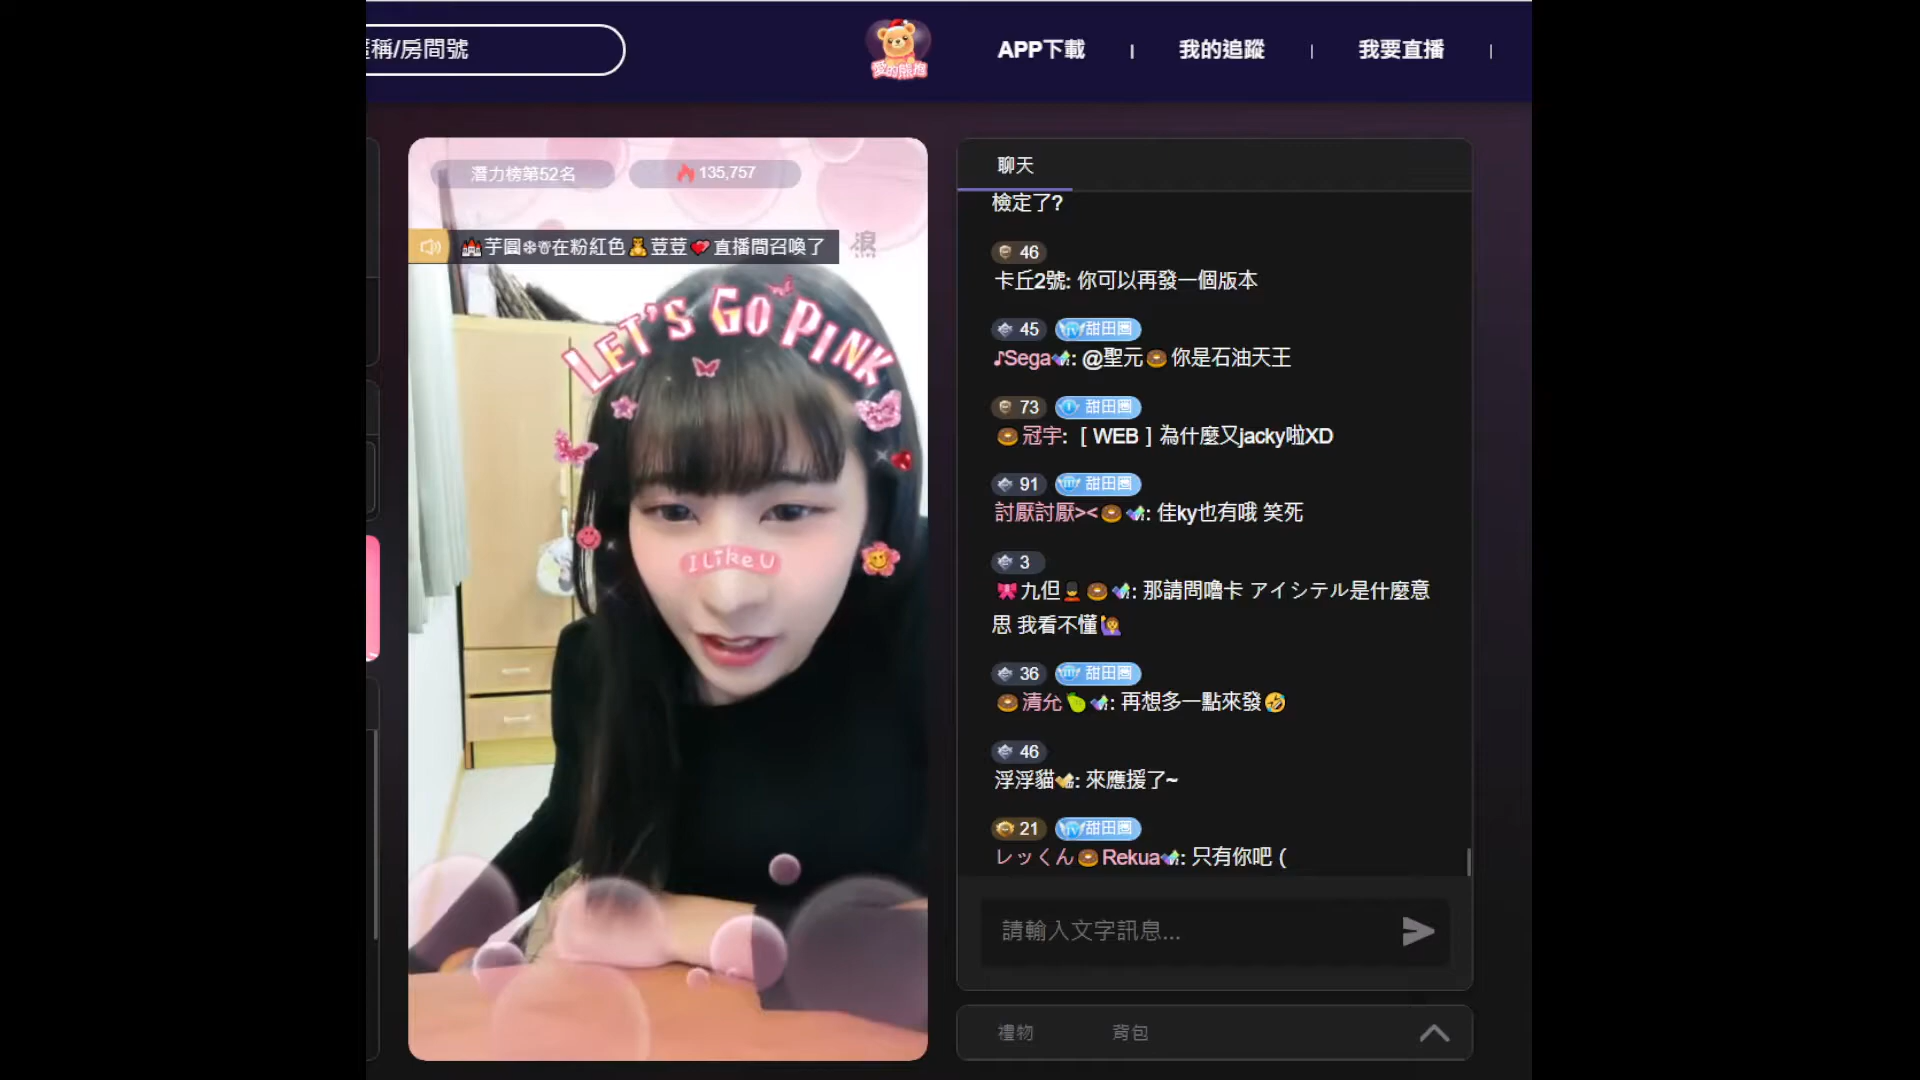 稱/房間號
愛的熊抱
APP下載
我的追蹤
我要直播
潛力榜第52名
135,757
芋圓❄☃在粉紅色🧸荳荳💕直播間召喚了
浪
LET'S GO PINK
I Like U
聊天
檢定了?
46
卡丘2號: 你可以再發一個版本
45 甜田圈
♪Sega: @聖元🍩你是石油天王
73 甜田圈
🍩冠宇: [ WEB ] 為什麼又jacky啦XD
91 甜田圈
討厭討厭><🍩: 佳ky也有哦 笑死
3
🎀九但🍩: 那請問嚕卡 アイシテル是什麼意
思 我看不懂🙋
36 甜田圈
🍩清允🍐: 再想多一點來發🤣
46
浮浮貓: 來應援了~
21 甜田圈
レッくん🍩Rekua: 只有你吧 (
請輸入文字訊息...
禮物
背包